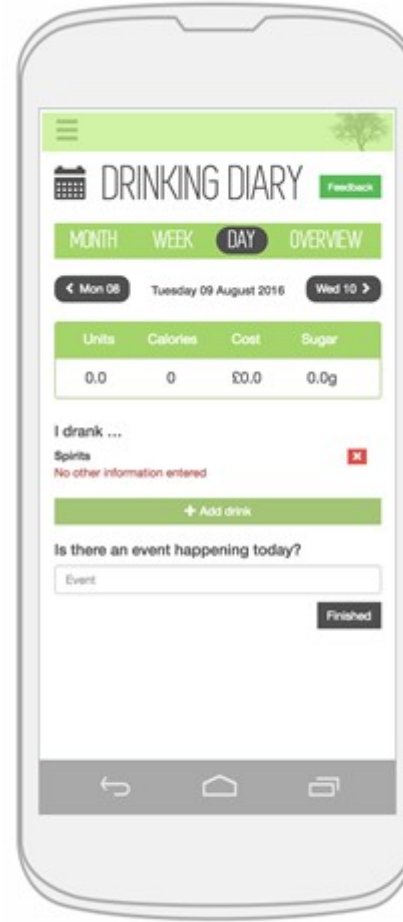 DRINKING DIARY Feedback
MONTH WEEK DAY OVERVIEW
Mon 08 Tuesday 09 August 2016 Wed 10
Units Calories Cost Sugar
0.0 0 £0.0 0.0g
I drank ...
Spirits
No other information entered
+ Add drink
Is there an event happening today?
Event
Finished